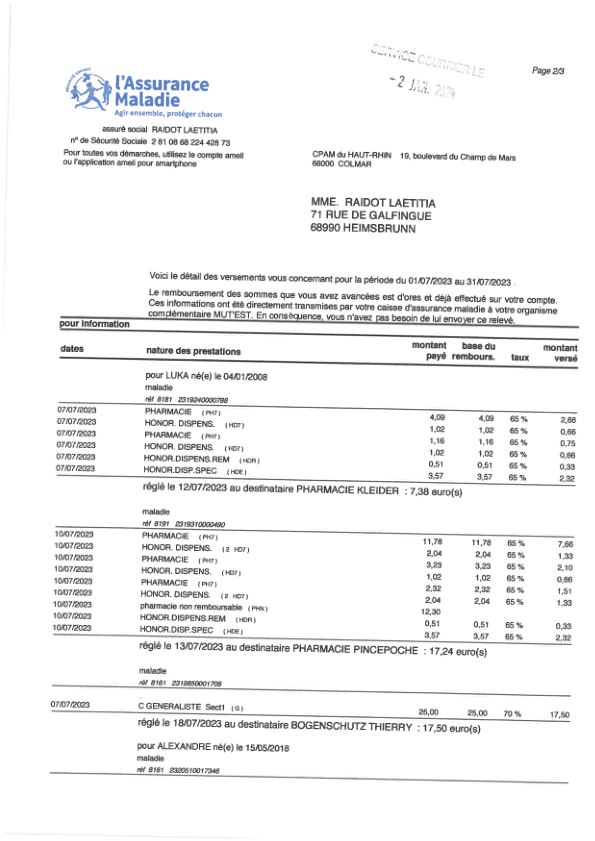 SERVICE COURRIER LE
- 2 JAN. 2024
Page 2/3
SÉCURITÉ SOCIALE
l'Assurance
Maladie
Agir ensemble, protéger chacun
assuré social RAIDOT LAETITIA
n° de Sécurité Sociale 2 81 08 68 224 428 73
Pour toutes vos démarches, utilisez le compte ameli
ou l'application ameli pour smartphone
CPAM du HAUT-RHIN 19, boulevard du Champ de Mars
68000 COLMAR
MME. RAIDOT LAETITIA
71 RUE DE GALFINGUE
68990 HEIMSBRUNN
Voici le détail des versements vous concernant pour la période du 01/07/2023 au 31/07/2023 .
Le remboursement des sommes que vous avez avancées est d'ores et déjà effectué sur votre compte.
Ces informations ont été directement transmises par votre caisse d'assurance maladie à votre organisme
complémentaire MUT'EST. En conséquence, vous n'avez pas besoin de lui envoyer ce relevé.
pour information
dates nature des prestations montant payé base du rembours. taux montant versé
pour LUKA né(e) le 04/01/2008
maladie
réf 8181 2319240000788
07/07/2023 PHARMACIE (PH7) 4,09 4,09 65 % 2,66
07/07/2023 HONOR. DISPENS. (HD7) 1,02 1,02 65 % 0,66
07/07/2023 PHARMACIE (PH7) 1,16 1,16 65 % 0,75
07/07/2023 HONOR. DISPENS. (HD7) 1,02 1,02 65 % 0,66
07/07/2023 HONOR.DISPENS.REM (HDR) 0,51 0,51 65 % 0,33
07/07/2023 HONOR.DISP.SPEC (HDE) 3,57 3,57 65 % 2,32
réglé le 12/07/2023 au destinataire PHARMACIE KLEIDER : 7,38 euro(s)
maladie
réf 8191 2319310000490
10/07/2023 PHARMACIE (PH7) 11,78 11,78 65 % 7,66
10/07/2023 HONOR. DISPENS. (2 HD7) 2,04 2,04 65 % 1,33
10/07/2023 PHARMACIE (PH7) 3,23 3,23 65 % 2,10
10/07/2023 HONOR. DISPENS. (HD7) 1,02 1,02 65 % 0,66
10/07/2023 PHARMACIE (PH7) 2,32 2,32 65 % 1,51
10/07/2023 HONOR. DISPENS. (2 HD7) 2,04 2,04 65 % 1,33
10/07/2023 pharmacie non remboursable (PHN) 12,30
10/07/2023 HONOR.DISPENS.REM (HDR) 0,51 0,51 65 % 0,33
10/07/2023 HONOR.DISP.SPEC (HDE) 3,57 3,57 65 % 2,32
réglé le 13/07/2023 au destinataire PHARMACIE PINCEPOCHE : 17,24 euro(s)
maladie
réf 8161 2319850001708
07/07/2023 C GENERALISTE Sect1 (G) 25,00 25,00 70 % 17,50
réglé le 18/07/2023 au destinataire BOGENSCHUTZ THIERRY : 17,50 euro(s)
pour ALEXANDRE né(e) le 15/05/2018
maladie
réf 8161 2320510017346